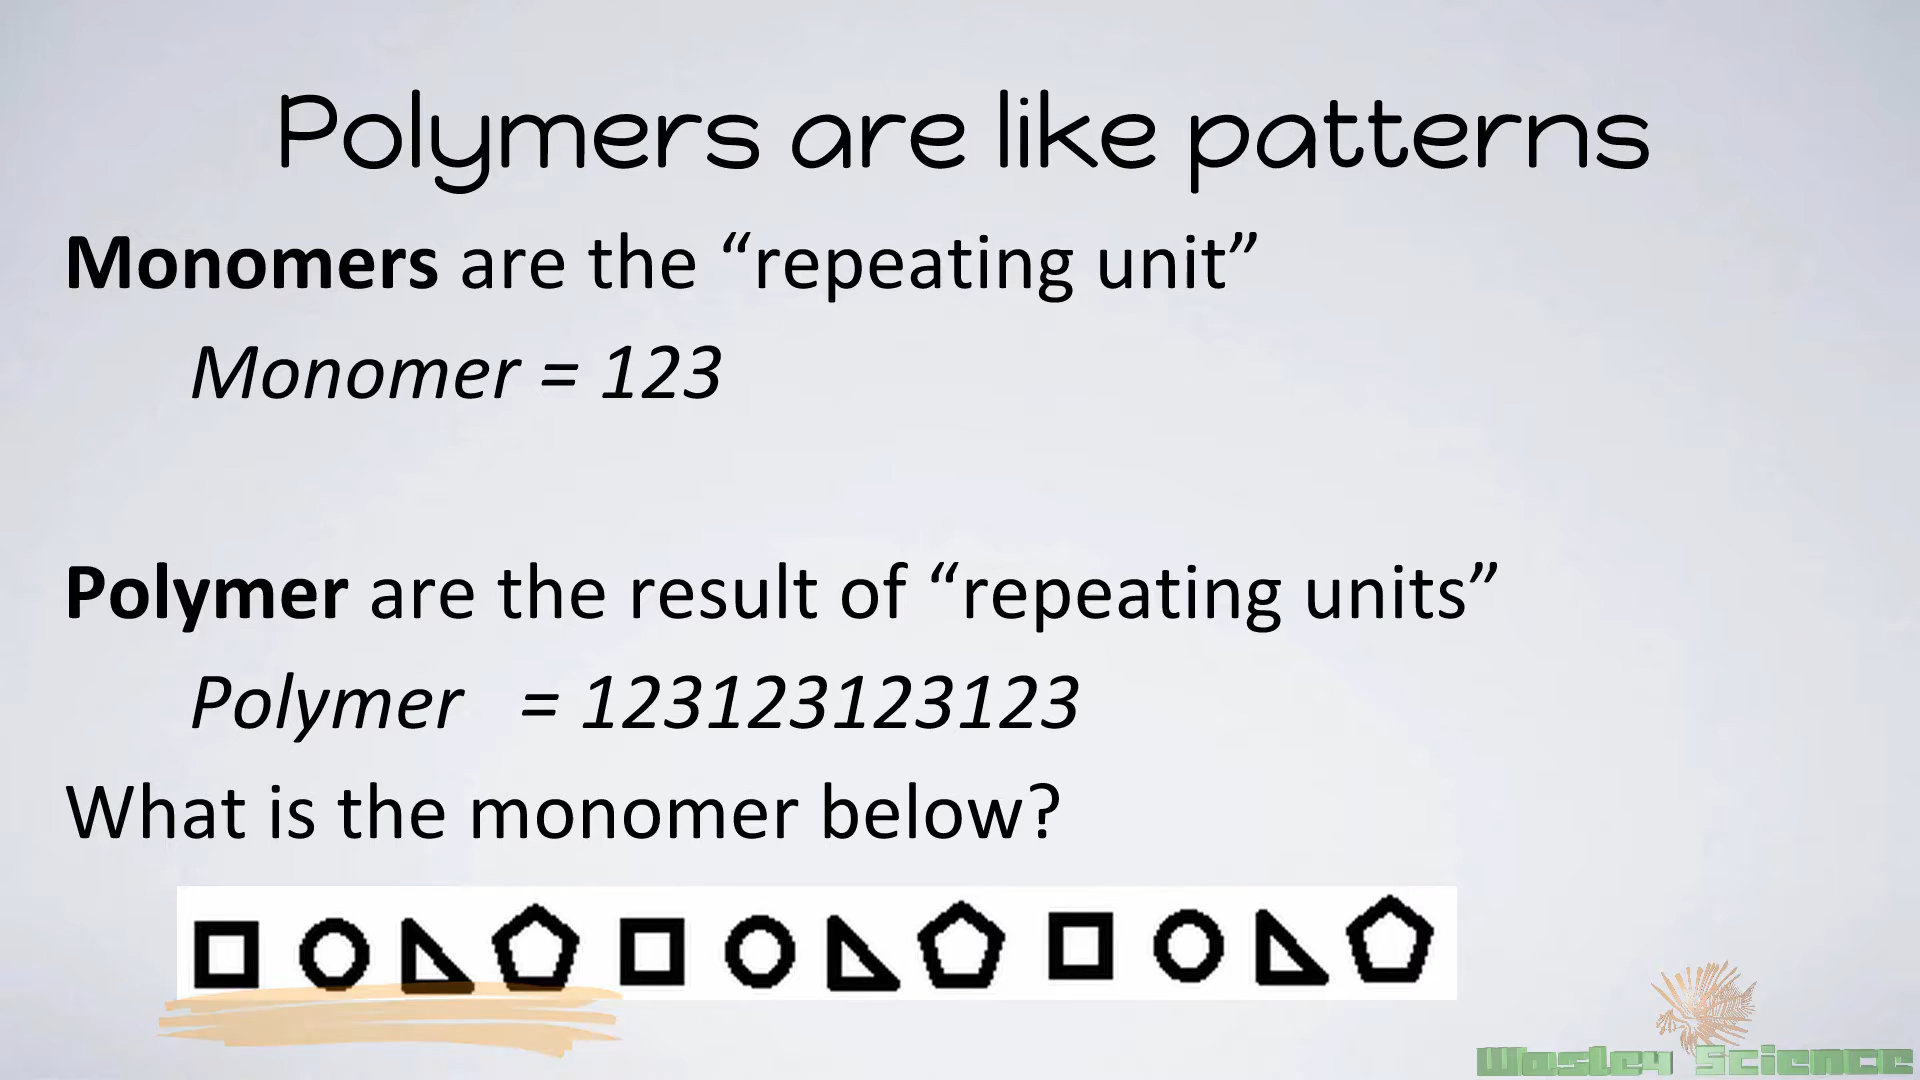 Polymers are like patterns
Monomers are the “repeating unit”
Monomer = 123
Polymer are the result of “repeating units”
Polymer = 123123123123
What is the monomer below?
Wasley Science